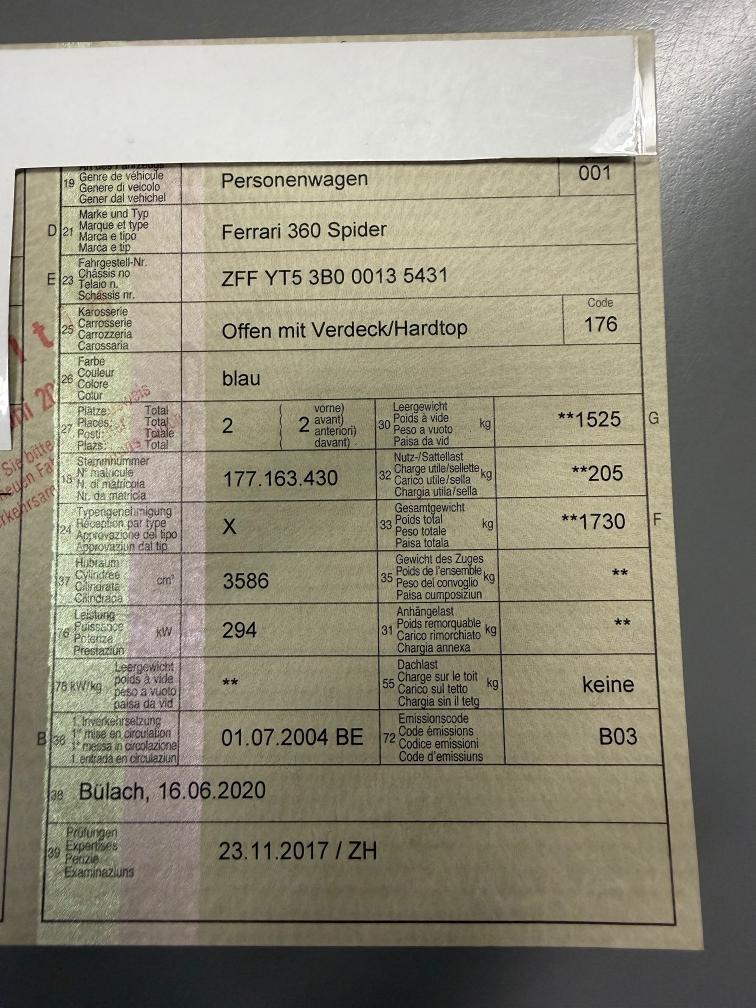 19 Genre de véhicule
Genere di veicolo
Gener dal vehichel
Personenwagen
001
D 21 Marke und Typ
Marque et type
Marca e tipo
Marca e tip
Ferrari 360 Spider
E 23 Fahrgestell-Nr.
Châssis no
Telaio n.
Schássis nr.
ZFF YT5 3B0 0013 5431
25 Karosserie
Carrosserie
Carrozzeria
Carossaria
Offen mit Verdeck/Hardtop
Code
176
26 Farbe
Couleur
Colore
Colur
blau
27 Plätze: Total
Places: Total
Posti: Totale
Plazs: Total
2
2 vorne)
avant)
anteriori)
davant)
30 Leergewicht
Poids à vide
Peso a vuoto
Paisa da vid
kg
**1525
G
18 Stammnummer
N° matricule
N. di matricola
Nr. da matricla
177.163.430
32 Nutz-/Sattellast
Charge utile/sellette
Carico utile/sella
Chargia utila/sella
kg
**205
24 Typengenehmigung
Réception par type
Approvazione del tipo
Approvaziun dal tip
X
33 Gesamtgewicht
Poids total
Peso totale
Paisa totala
kg
**1730
F
37 Hubraum
Cylindrée
Cilindrata
Cilindrada
cm³
3586
35 Gewicht des Zuges
Poids de l'ensemble
Peso del convoglio
Paisa cumposiziun
kg
**
76 Leistung
Puissance
Potenza
Prestaziun
kW
294
31 Anhängelast
Poids remorquable
Carico rimorchiato
Chargia annexa
kg
**
78 kW/kg
Leergewicht
poids à vide
peso a vuoto
paisa da vid
**
55 Dachlast
Charge sur le toit
Carico sul tetto
Chargia sin il tetg
kg
keine
B 36 1. Inverkehrsetzung
1re mise en circulation
1a messa in circolazione
1. entrada en circulaziun
01.07.2004 BE
72 Emissionscode
Code émissions
Codice emissioni
Code d'emissiuns
B03
38 Bülach, 16.06.2020
39 Prüfungen
Expertises
Perizie
Examinaziuns
23.11.2017 / ZH
Sie bitte